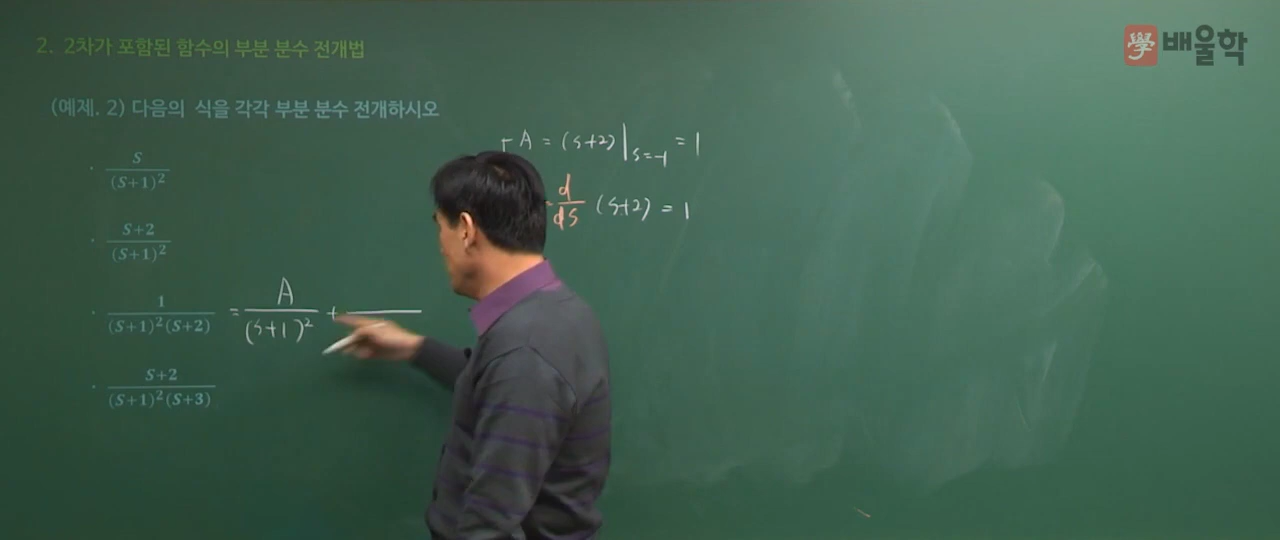 2. 2차가 포함된 함수의 부분 분수 전개법
學 배울학
(예제. 2) 다음의 식을 각각 부분 분수 전개하시오
· S/(S+1)²
A = (s+2)|s=-1 = 1
d/ds (s+2) = 1
· S+2/(S+1)²
· 1/(S+1)²(S+2) = A/(s+1)² +
· S+2/(S+1)²(S+3)